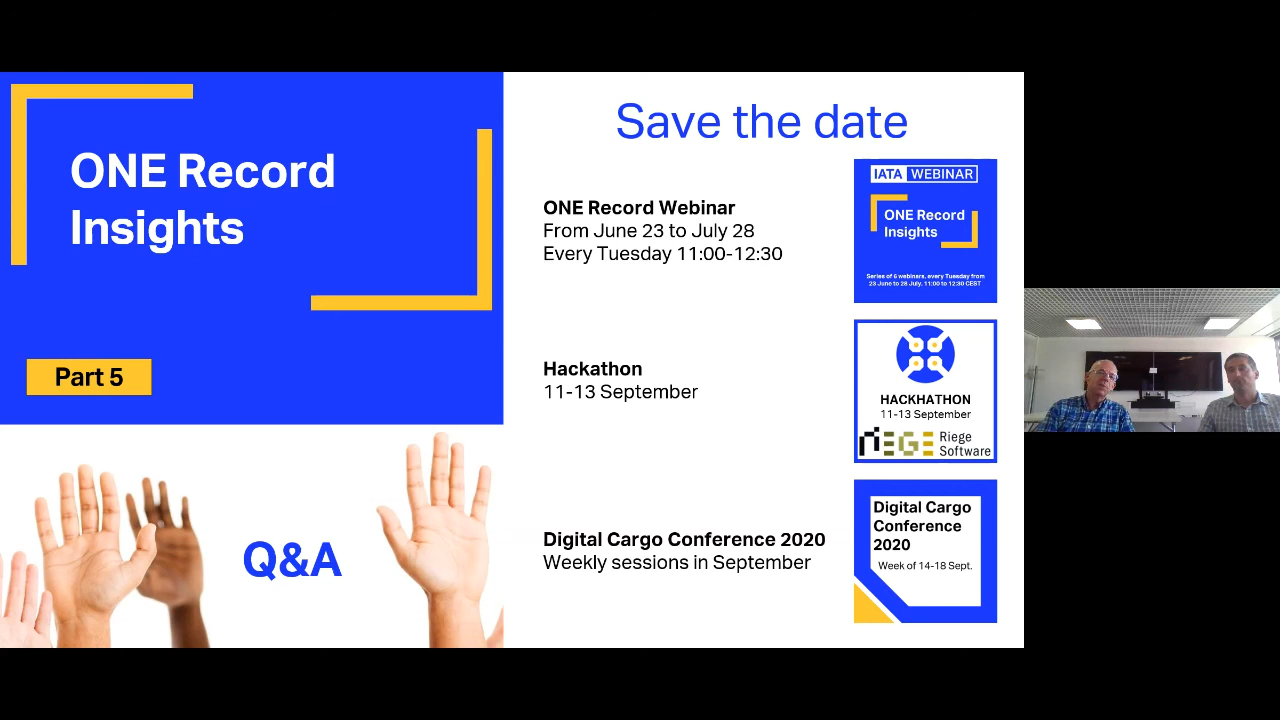 ONE Record
Insights
Part 5
Q&A
Save the date
ONE Record Webinar
From June 23 to July 28
Every Tuesday 11:00-12:30
IATA WEBINAR
ONE Record
Insights
Series of 6 webinars, every Tuesday from
23 June to 28 July, 11:00 to 12:30 CEST
Hackathon
11-13 September
HACKHATHON
11-13 September
RIEGE Riege
Software
Digital Cargo Conference 2020
Weekly sessions in September
Digital Cargo
Conference
2020
Week of 14-18 Sept.